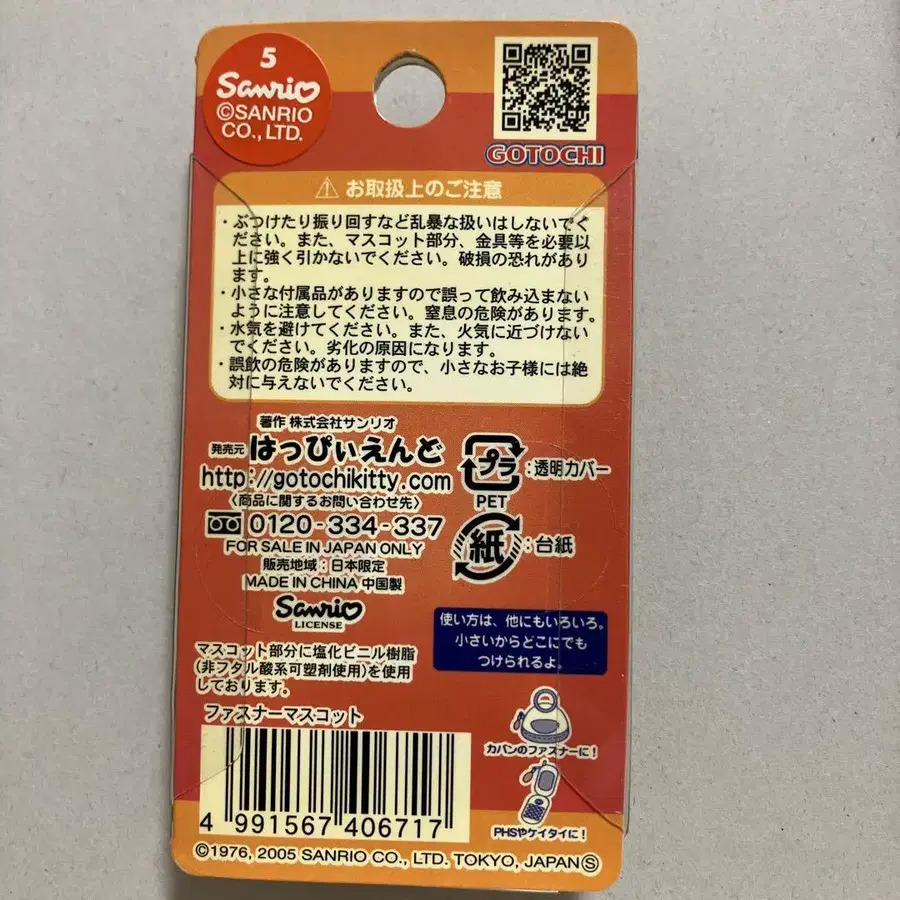 5
Sanrio
©SANRIO
CO., LTD.
GOTOCHI
⚠ お取扱上のご注意
・ぶつけたり振り回すなど乱暴な扱いはしないでく
ださい。また、マスコット部分、金具等を必要以
上に強く引かないでください。破損の恐れがあり
ます。
・小さな付属品がありますので誤って飲み込まない
ように注意してください。窒息の危険があります。
・水気を避けてください。また、火気に近づけない
でください。劣化の原因になります。
・誤飲の危険がありますので、小さなお子様には絶
対に与えないでください。
著作 株式会社サンリオ
発売元 はっぴぃえんど
http://gotochikitty.com
〈商品に関するお問い合わせ先〉
0120-334-337
FOR SALE IN JAPAN ONLY
販売地域:日本限定
MADE IN CHINA 中国製
Sanrio
LICENSE
プラ :透明カバー
PET
紙 :台紙
使い方は、他にもいろいろ。
小さいからどこにでも
つけられるよ。
マスコット部分に塩化ビニル樹脂
(非フタル酸系可塑剤使用)を使用
しております。
ファスナーマスコット
カバンのファスナーに!
PHSやケイタイに!
4 991567 406717
©1976, 2005 SANRIO CO., LTD. TOKYO, JAPAN Ⓢ